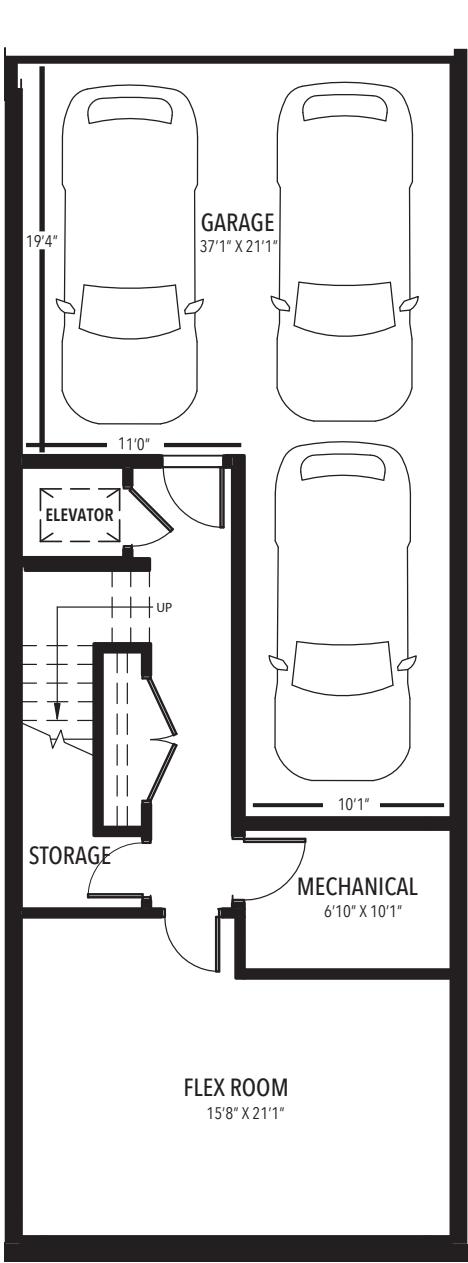 GARAGE
37'1" X 21'1"
19'4"
11'0"
ELEVATOR
UP
10'1"
STORAGE
MECHANICAL
6'10" X 10'1"
FLEX ROOM
15'8" X 21'1"